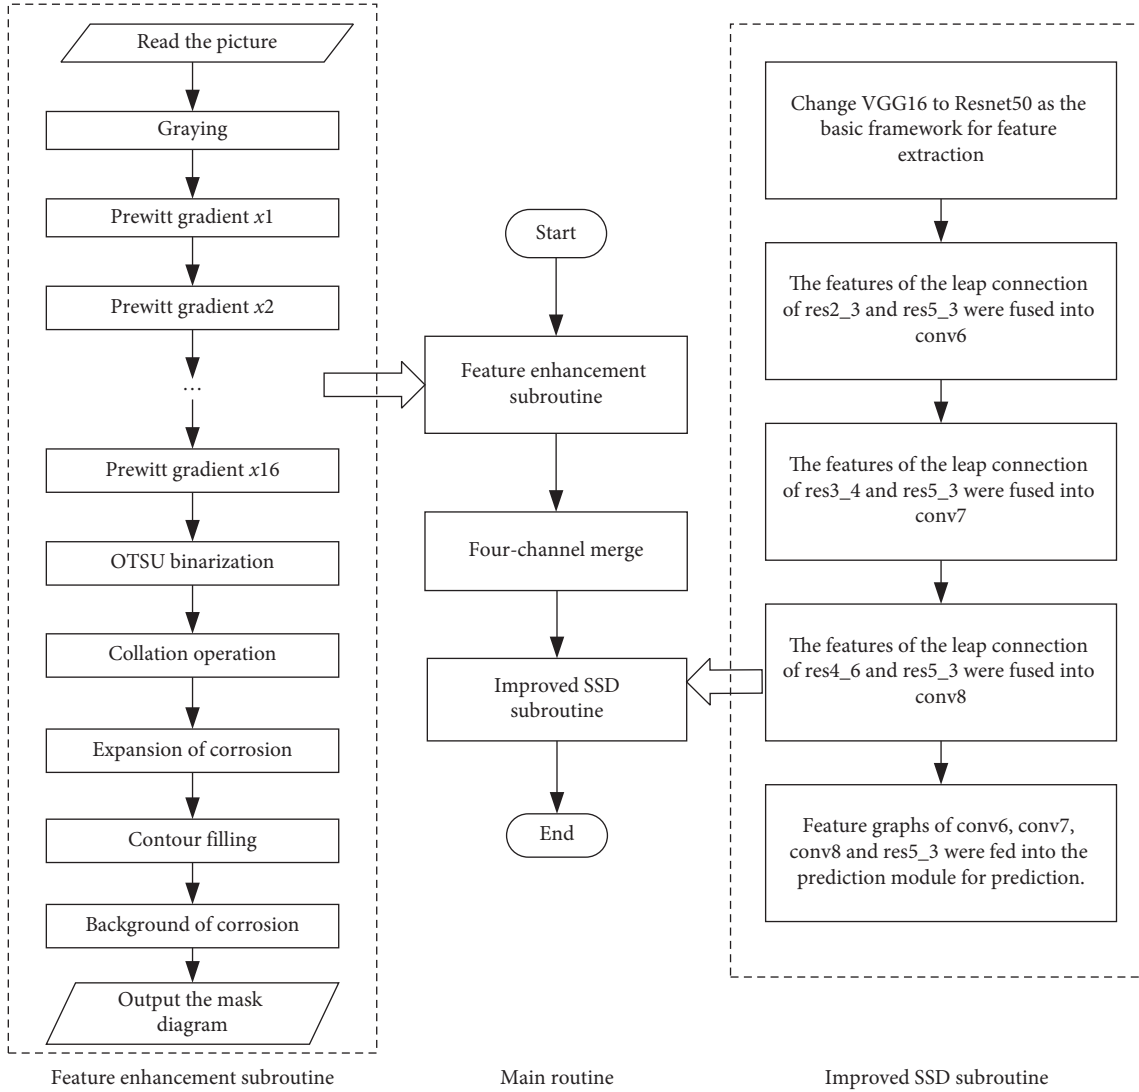 Read the picture
Graying
Prewitt gradient x1
Prewitt gradient x2
...
Prewitt gradient x16
OTSU binarization
Collation operation
Expansion of corrosion
Contour filling
Background of corrosion
Output the mask
diagram
Feature enhancement subroutine
Start
Feature enhancement
subroutine
Four-channel merge
Improved SSD
subroutine
End
Main routine
Change VGG16 to Resnet50 as the
basic framework for feature
extraction
The features of the leap connection
of res2_3 and res5_3 were fused into
conv6
The features of the leap connection
of res3_4 and res5_3 were fused into
conv7
The features of the leap connection
of res4_6 and res5_3 were fused into
conv8
Feature graphs of conv6, conv7,
conv8 and res5_3 were fed into the
prediction module for prediction.
Improved SSD subroutine